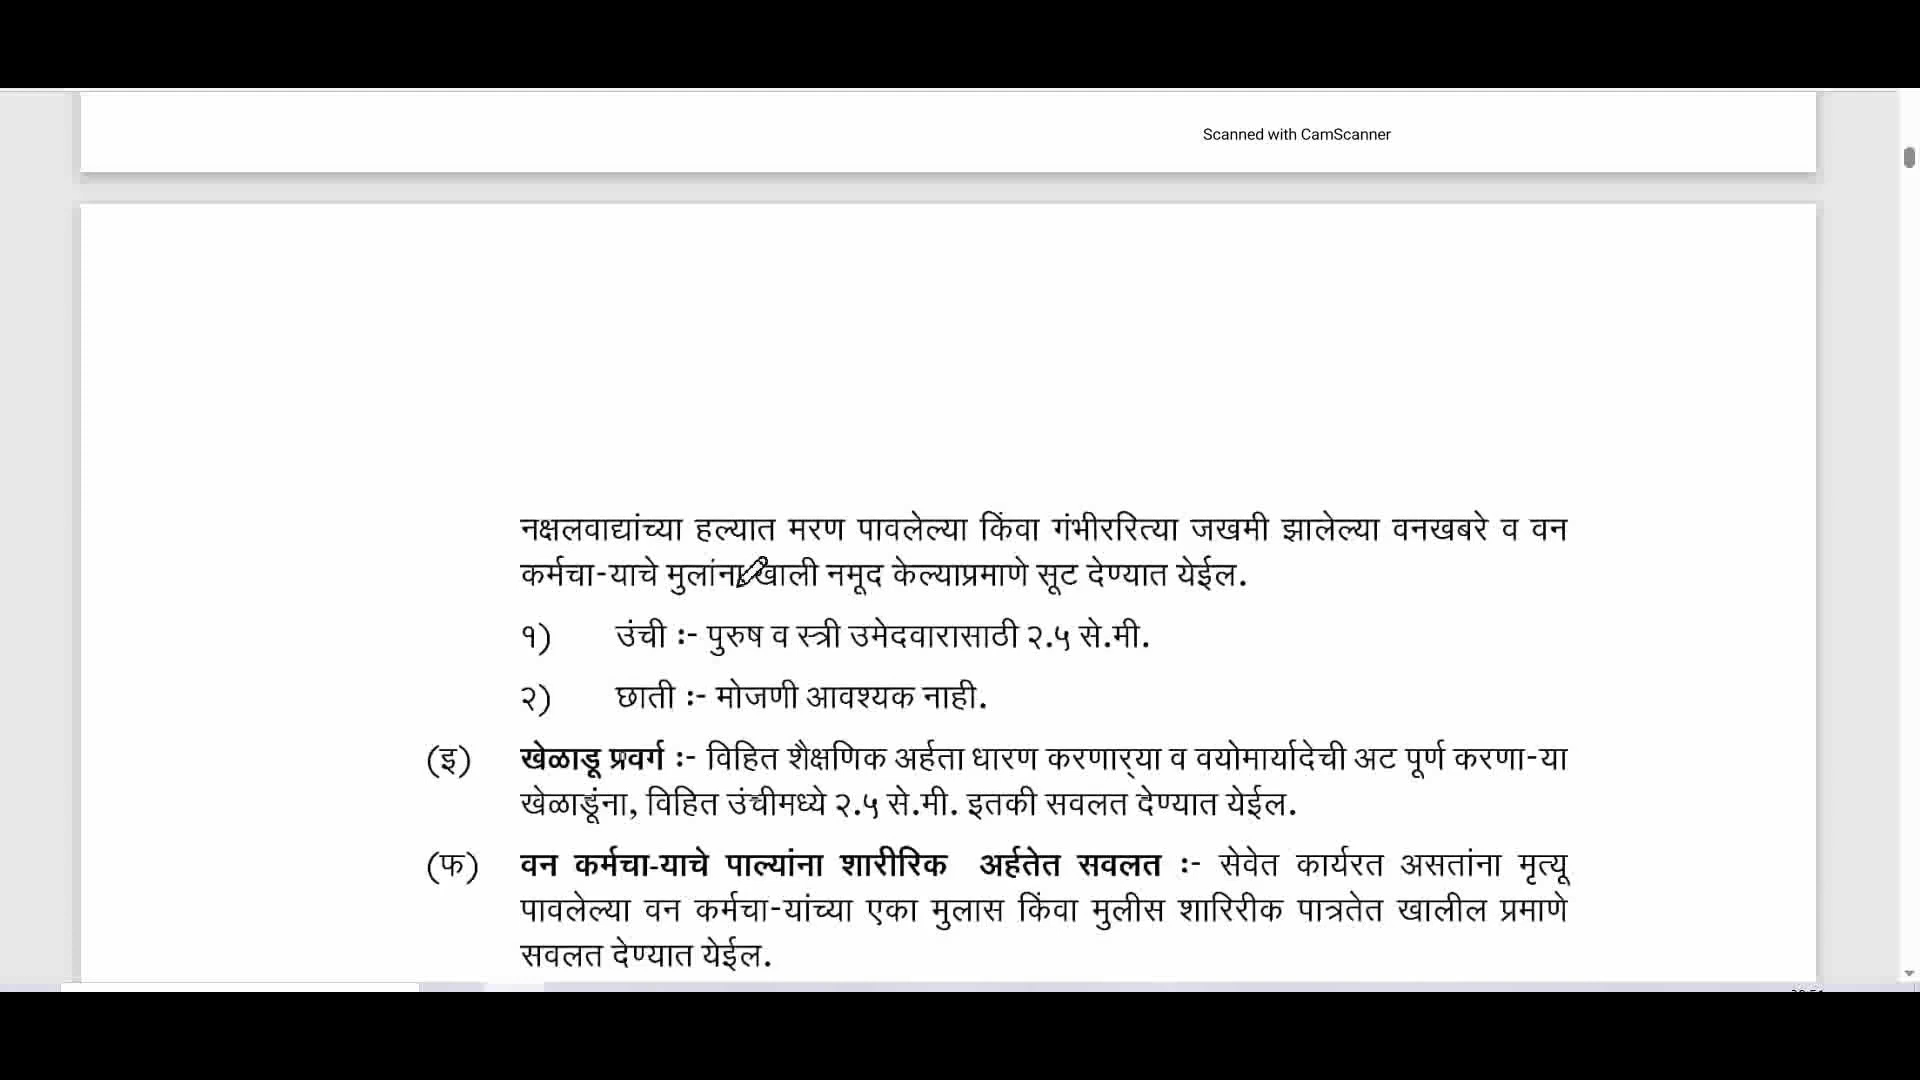 Scanned with CamScanner
नक्षलवाद्यांच्या हल्यात मरण पावलेल्या किंवा गंभीररित्या जखमी झालेल्या वनखबरे व वन
कर्मचा-याचे मुलांना खाली नमूद केल्याप्रमाणे सूट देण्यात येईल.
१) उंची :- पुरुष व स्त्री उमेदवारासाठी २.५ से.मी.
२) छाती :- मोजणी आवश्यक नाही.
(इ) खेळाडू प्रवर्ग :- विहित शैक्षणिक अर्हता धारण करणाऱ्या व वयोमार्यादेची अट पूर्ण करणा-या
खेळाडूंना, विहित उंचीमध्ये २.५ से.मी. इतकी सवलत देण्यात येईल.
(फ) वन कर्मचा-याचे पाल्यांना शारीरिक अर्हतेत सवलत :- सेवेत कार्यरत असतांना मृत्यू
पावलेल्या वन कर्मचा-यांच्या एका मुलास किंवा मुलीस शारिरीक पात्रतेत खालील प्रमाणे
सवलत देण्यात येईल.